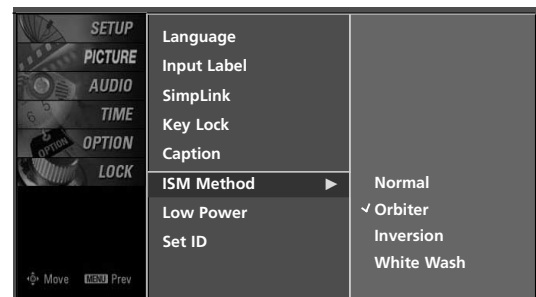 SETUP
PICTURE
AUDIO
TIME
OPTION
LOCK
Move MENU Prev
Language
Input Label
SimpLink
Key Lock
Caption
ISM Method ▶
Low Power
Set ID
Normal
✓ Orbiter
Inversion
White Wash